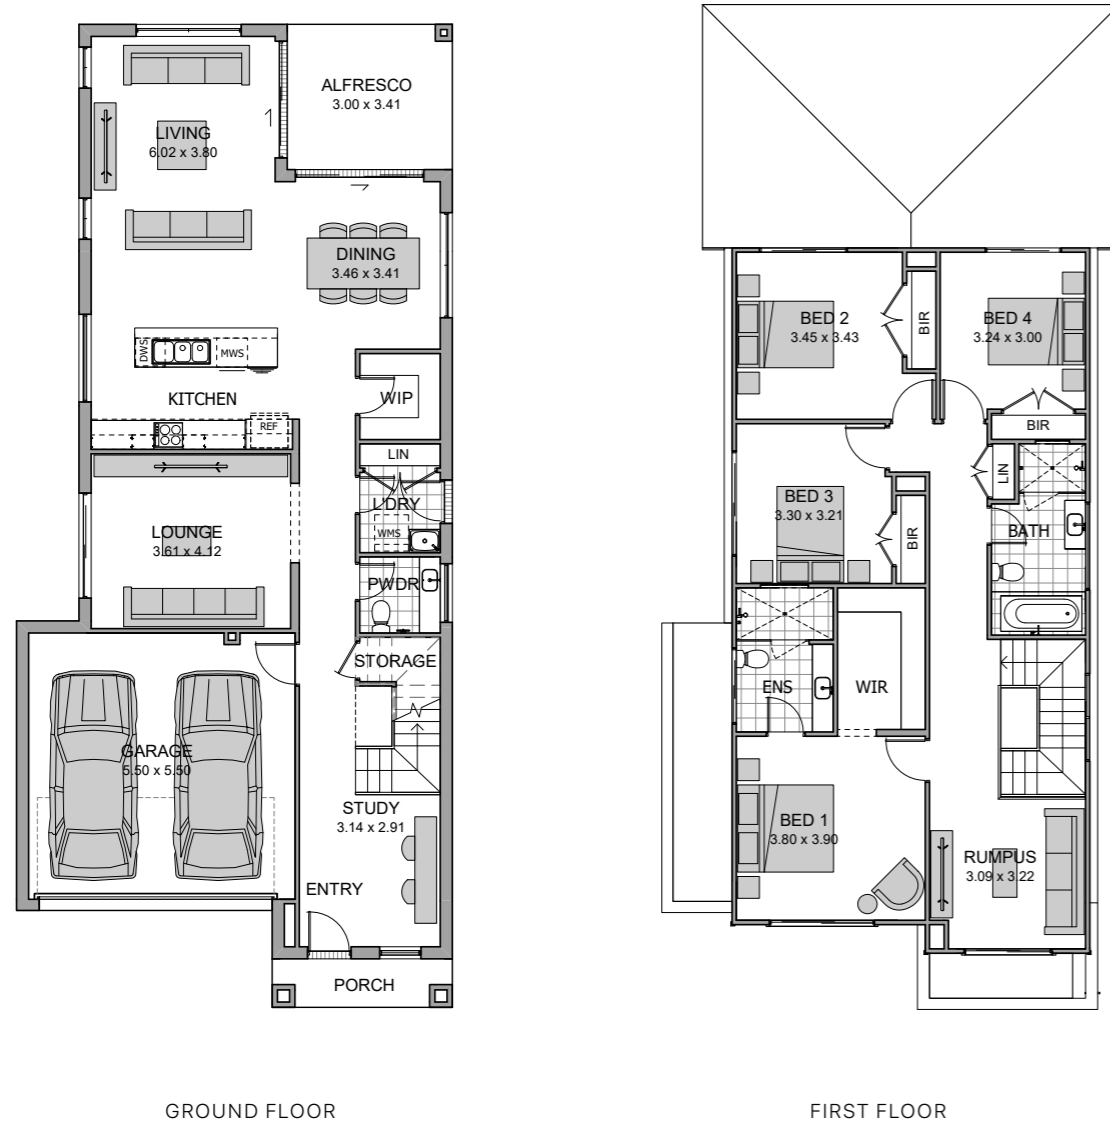 ALFRESCO
3.00 x 3.41
LIVING
6.02 x 3.80
DINING
3.46 x 3.41
DWS
MWS
KITCHEN
REF
WIP
LIN
L'DRY
WMS
LOUNGE
3.61 x 4.12
PWDR
STORAGE
GARAGE
5.50 x 5.50
STUDY
3.14 x 2.91
ENTRY
PORCH
GROUND FLOOR
BED 2
3.45 x 3.43
BIR
BED 4
3.24 x 3.00
BIR
LIN
BED 3
3.30 x 3.21
BIR
BATH
ENS
WIR
BED 1
3.80 x 3.90
RUMPUS
3.09 x 3.22
FIRST FLOOR